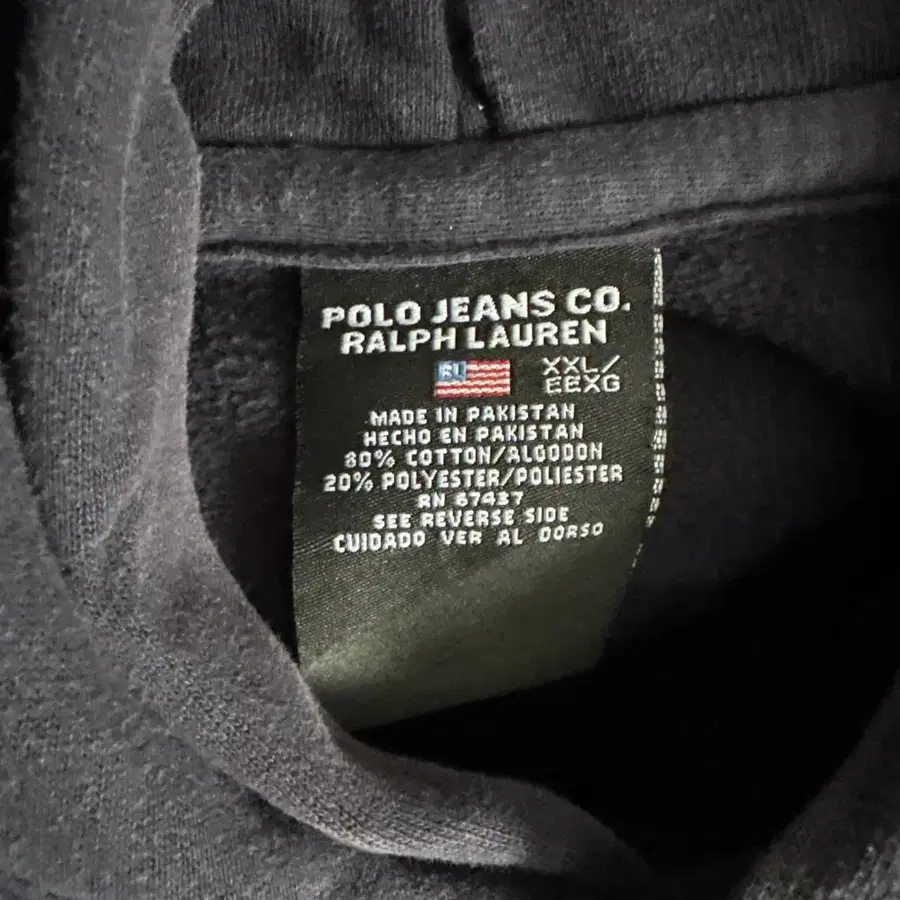 POLO JEANS CO.
RALPH LAUREN
RL XXL/
EEXG
MADE IN PAKISTAN
HECHO EN PAKISTAN
80% COTTON/ALGODON
20% POLYESTER/POLIESTER
RN 67437
SEE REVERSE SIDE
CUIDADO VER AL DORSO